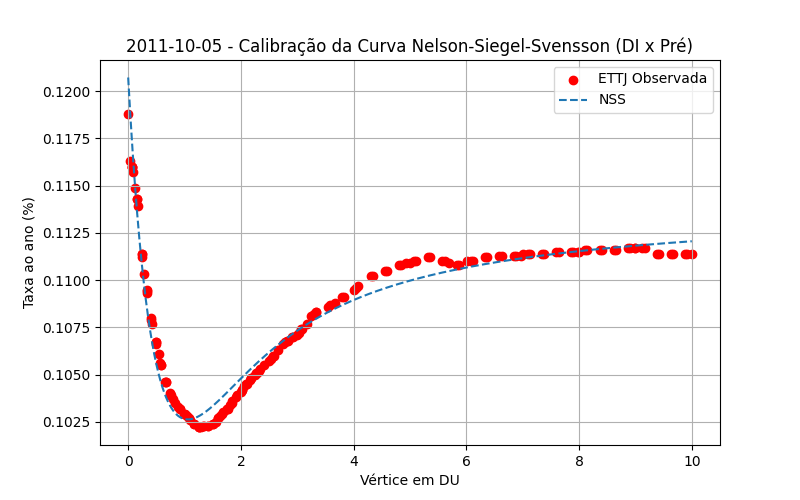 2011-10-05 - Calibração da Curva Nelson-Siegel-Svensson (DI x Pré)
ETTJ Observada
NSS
Taxa ao ano (%)
0.1200
0.1175
0.1150
0.1125
0.1100
0.1075
0.1050
0.1025
0 2 4 6 8 10
Vértice em DU